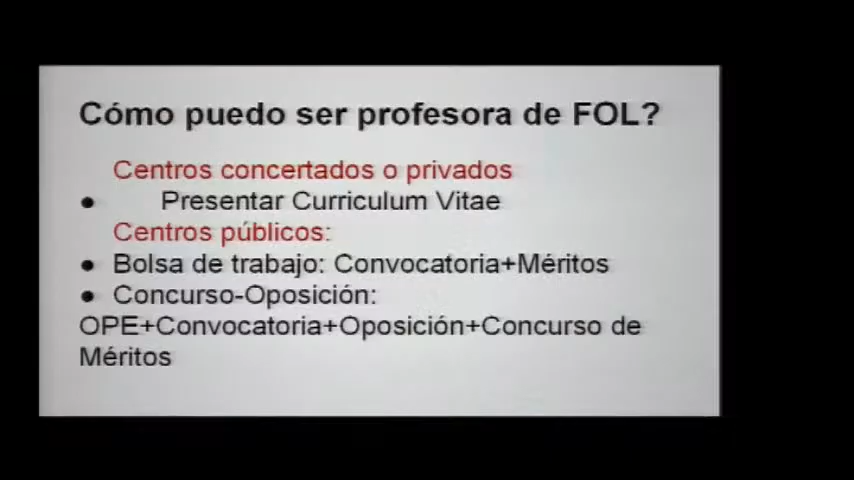 Cómo puedo ser profesora de FOL?
Centros concertados o privados
● Presentar Curriculum Vitae
Centros públicos:
● Bolsa de trabajo: Convocatoria+Méritos
● Concurso-Oposición:
OPE+Convocatoria+Oposición+Concurso de
Méritos